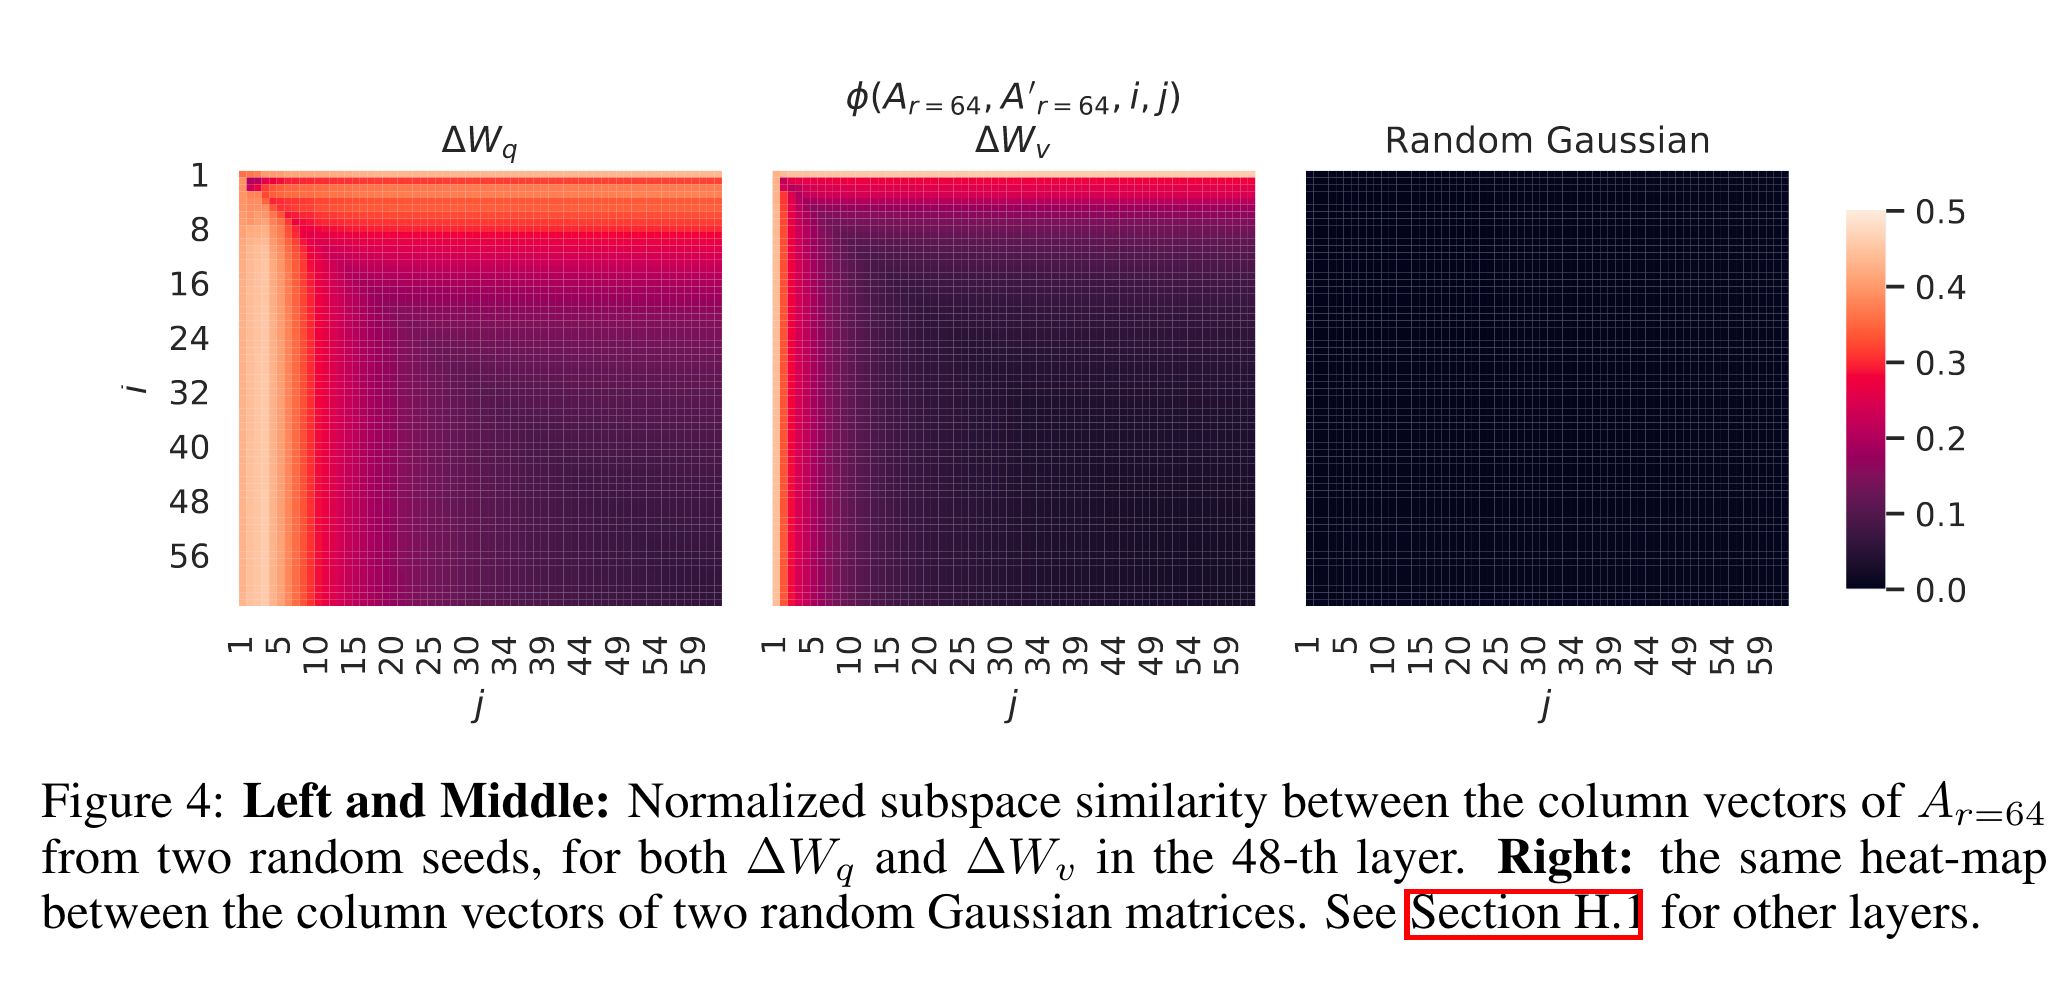 ϕ(A_{r=64}, A'_{r=64}, i, j)
ΔW_q
ΔW_v
Random Gaussian
i
1
8
16
24
32
40
48
56
1 5 10 15 20 25 30 34 39 44 49 54 59
j
1 5 10 15 20 25 30 34 39 44 49 54 59
j
1 5 10 15 20 25 30 34 39 44 49 54 59
j
0.5
0.4
0.3
0.2
0.1
0.0
Figure 4: Left and Middle: Normalized subspace similarity between the column vectors of A_{r=64}
from two random seeds, for both ΔW_q and ΔW_v in the 48-th layer. Right: the same heat-map
between the column vectors of two random Gaussian matrices. See Section H.1 for other layers.